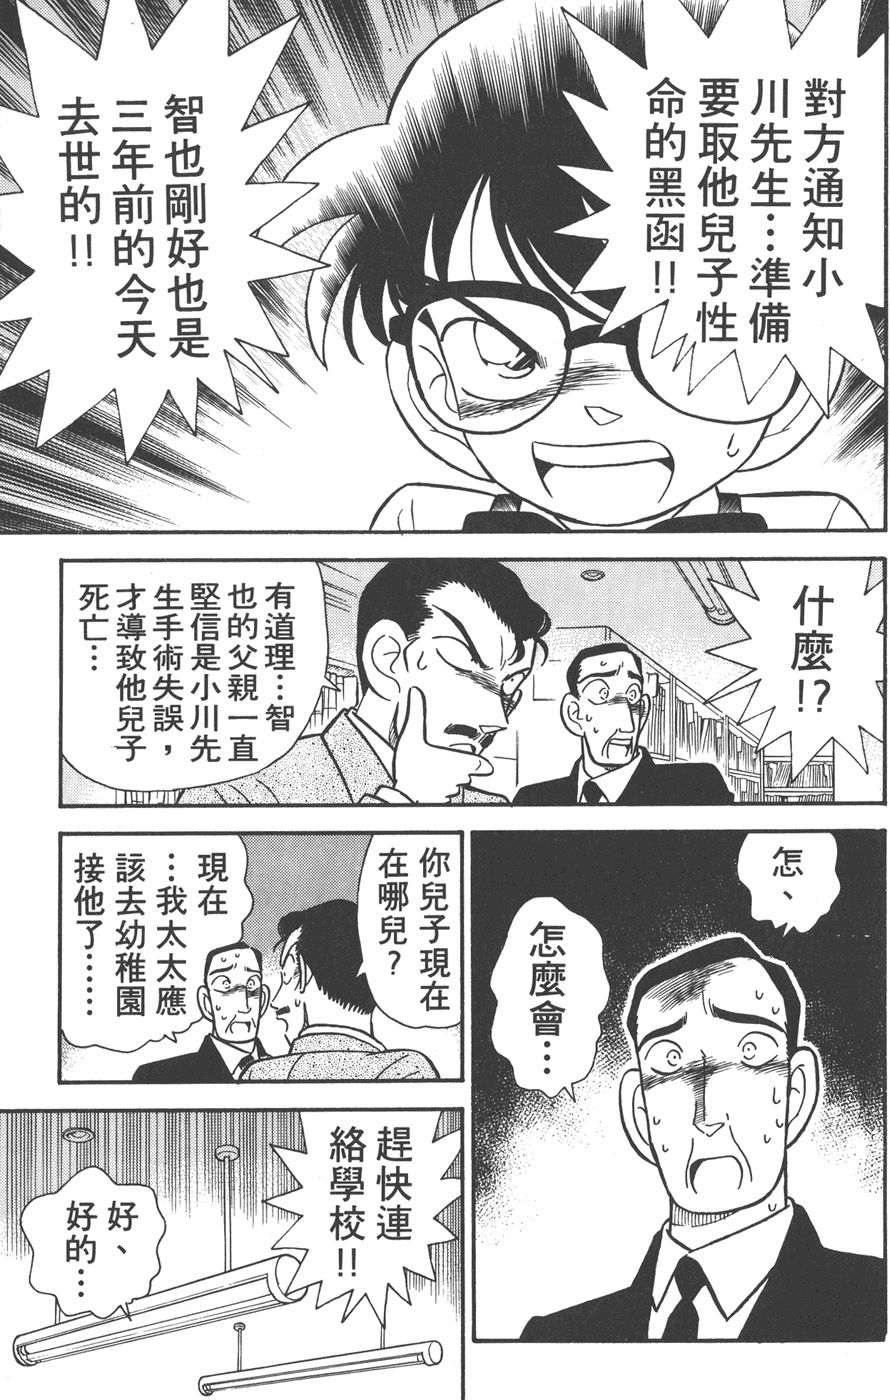 對方通知小
川先生…準備
要取他兒子性
命的黑函!!
智也剛好也是
三年前的今天
去世的!!
什麼!?
有道理…智
也的父親一直
堅信是小川先
生手術失誤，
才導致他兒子
死亡…
怎、
怎麼會…
你兒子現在
在哪兒？
現在
…我太太應
該去幼稚園
接他了……
趕快連
絡學校!!
好、
好的…